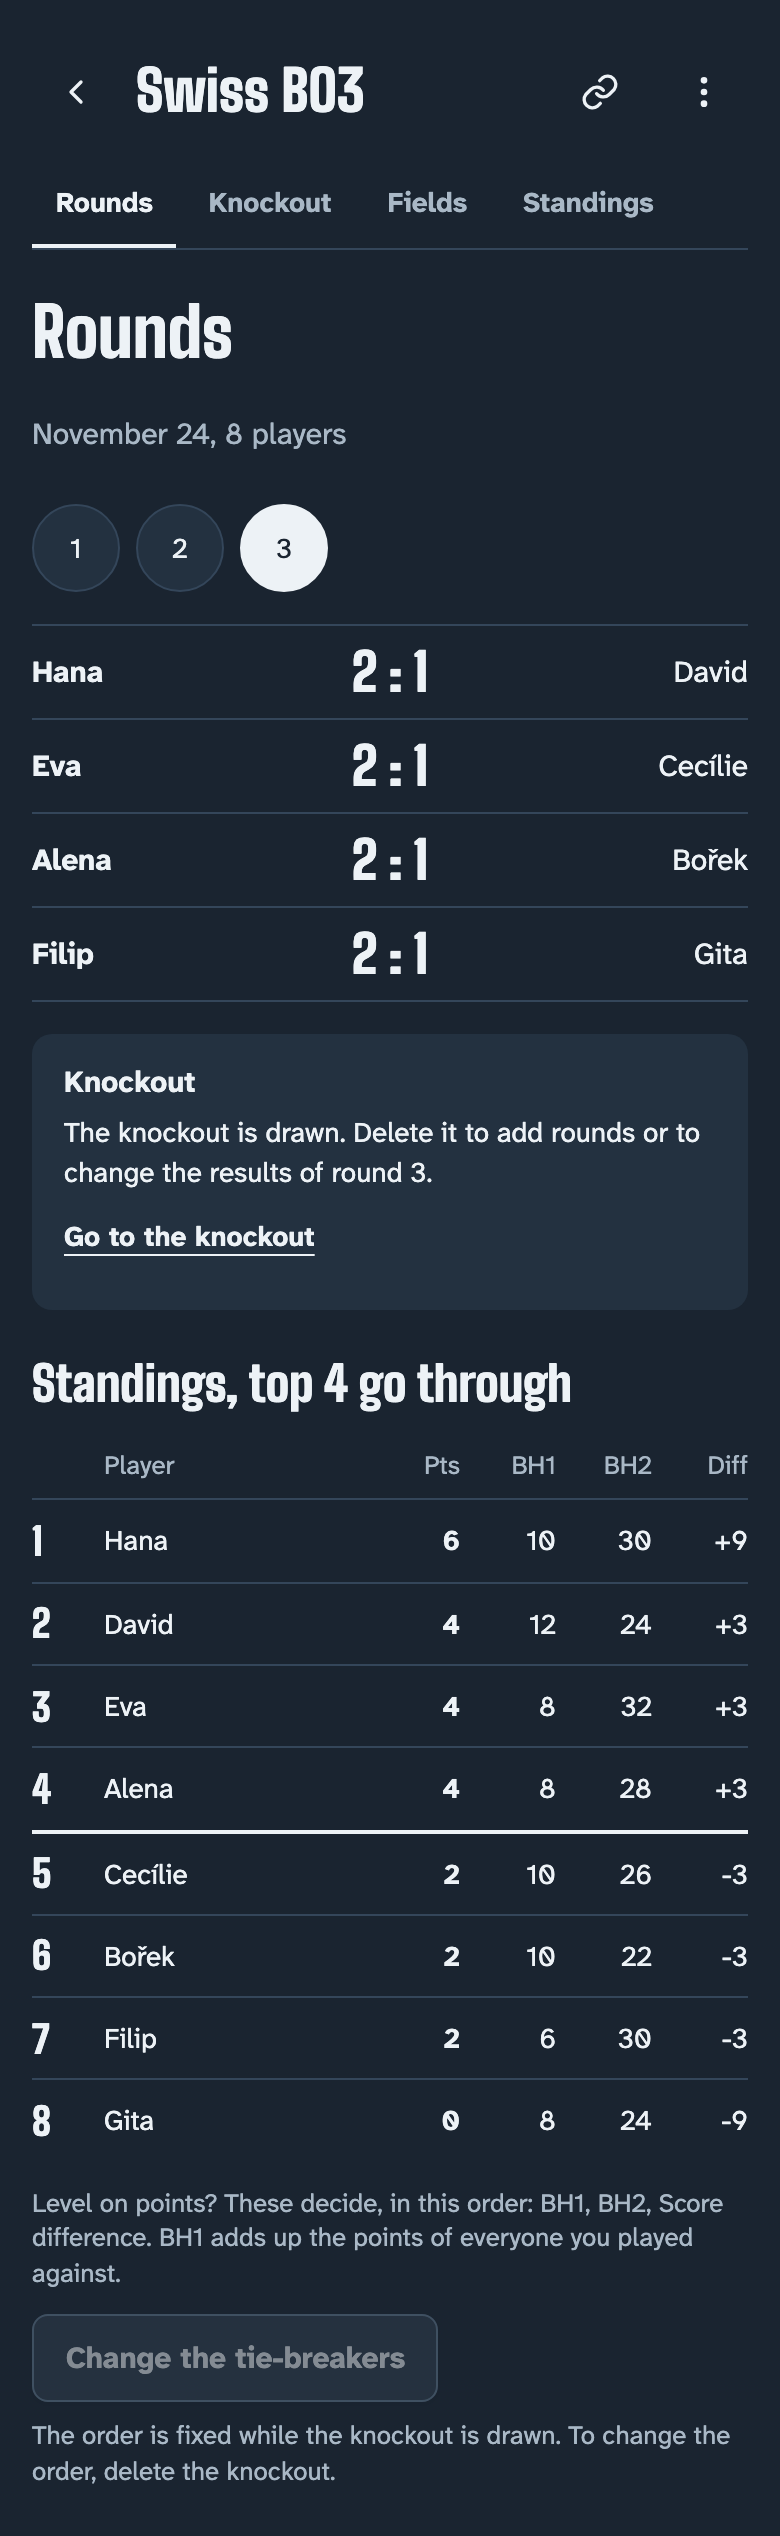 Swiss BO3
Rounds Knockout Fields Standings
Rounds
November 24, 8 players
1 2 3
Hana 2 : 1 David
Eva 2 : 1 Cecílie
Alena 2 : 1 Bořek
Filip 2 : 1 Gita
Knockout
The knockout is drawn. Delete it to add rounds or to
change the results of round 3.
Go to the knockout
Standings, top 4 go through
Player Pts BH1 BH2 Diff
1 Hana 6 10 30 +9
2 David 4 12 24 +3
3 Eva 4 8 32 +3
4 Alena 4 8 28 +3
5 Cecílie 2 10 26 -3
6 Bořek 2 10 22 -3
7 Filip 2 6 30 -3
8 Gita 0 8 24 -9
Level on points? These decide, in this order: BH1, BH2, Score
difference. BH1 adds up the points of everyone you played
against.
Change the tie-breakers
The order is fixed while the knockout is drawn. To change the
order, delete the knockout.